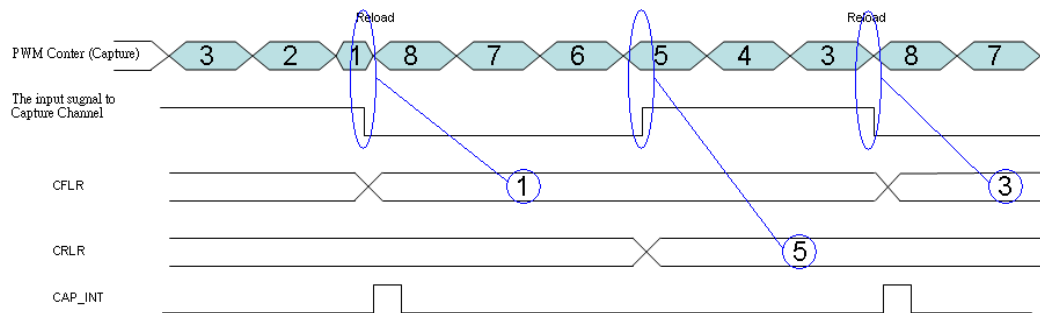 Reload Reload
PWM Conter (Capture) 3 2 1 8 7 6 5 4 3 8 7
The input sugnal to
Capture Channel
CFLR 1 3
CRLR 5
CAP_INT